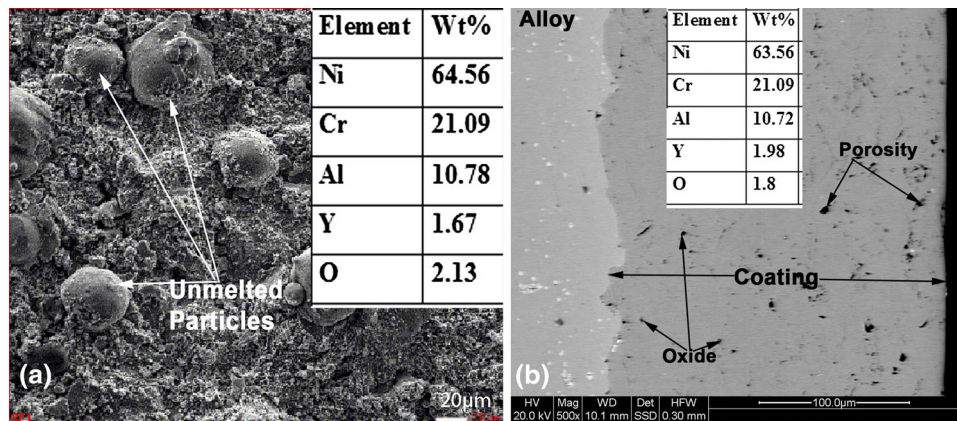 Element Wt%
Ni 64.56
Cr 21.09
Al 10.78
Y 1.67
O 2.13
Unmelted
Particles
(a)
20µm
Alloy
Element Wt%
Ni 63.56
Cr 21.09
Al 10.72
Y 1.98
O 1.8
Porosity
Coating
Oxide
(b)
HV Mag WD Det HFW
20.0 kV 500x 10.1 mm SSD 0.30 mm
100.0µm